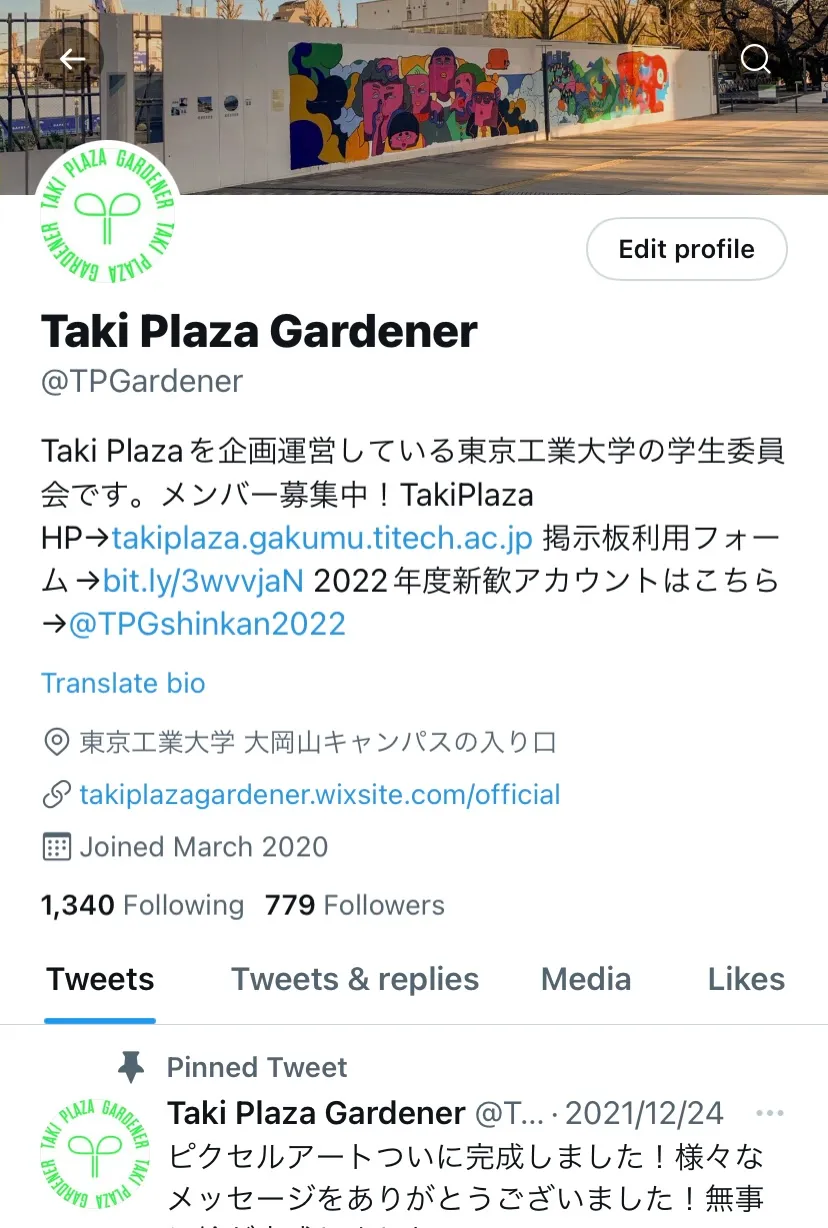 TAKI PLAZA GARDENER TAKI PLAZA GARDENER
Edit profile
Taki Plaza Gardener
@TPGardener
Taki Plazaを企画運営している東京工業大学の学生委員
会です。メンバー募集中！TakiPlaza
HP→takiplaza.gakumu.titech.ac.jp 掲示板利用フォー
ム→bit.ly/3wvvjaN 2022年度新歓アカウントはこちら
→@TPGshinkan2022
Translate bio
東京工業大学 大岡山キャンパスの入り口
takiplazagardener.wixsite.com/official
Joined March 2020
1,340 Following 779 Followers
Tweets Tweets & replies Media Likes
Pinned Tweet
Taki Plaza Gardener @T... · 2021/12/24
TAKI PLAZA GARDENER TAKI PLAZA GARDENER
ピクセルアートついに完成しました！様々な
メッセージをありがとうございました！無事